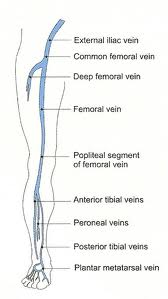 External iliac vein
Common femoral vein
Deep femoral vein
Femoral vein
Popliteal segment
of femoral vein
Anterior tibial veins
Peroneal veins
Posterior tibial veins
Plantar metatarsal vein